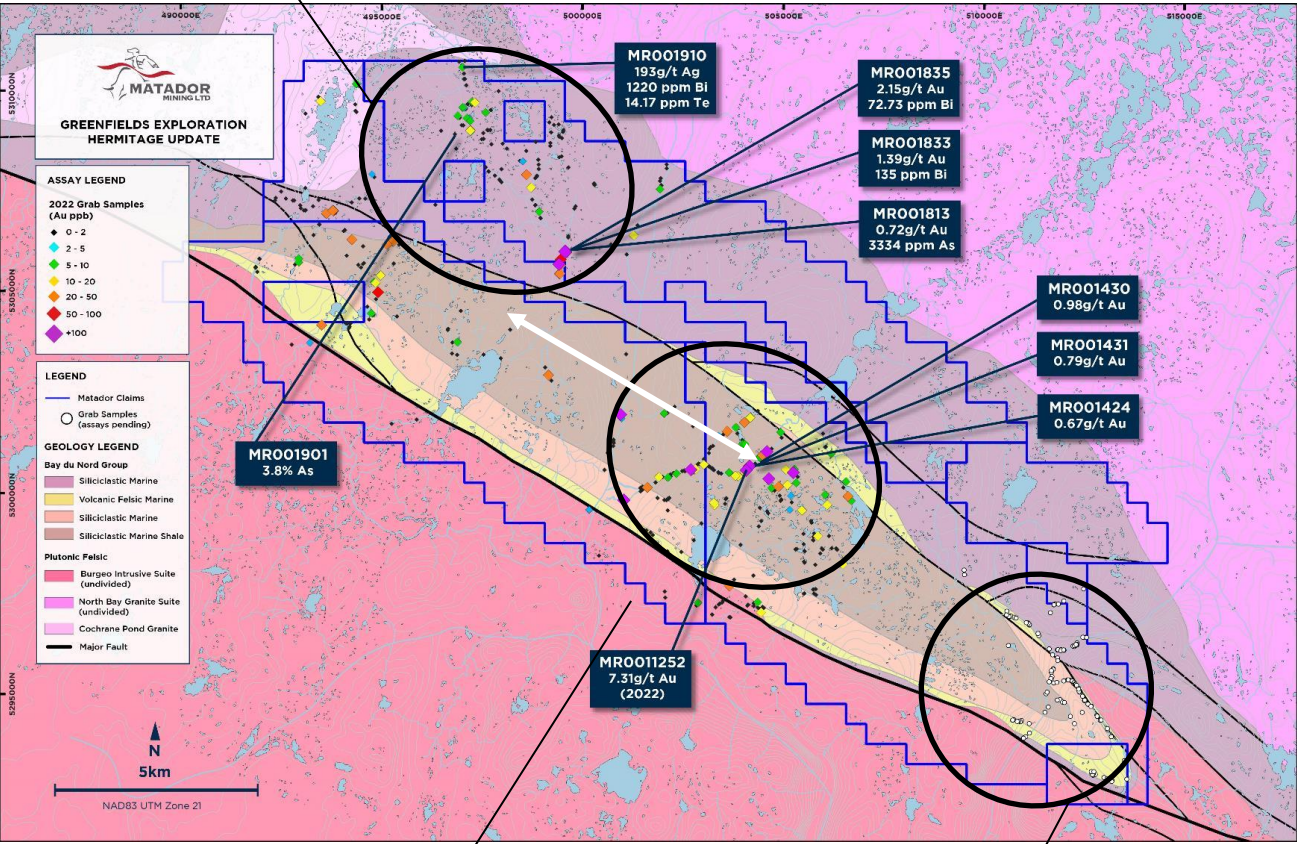 490000E
495000E
500000E
505000E
510000E
515000E
5310000N
5305000N
530000N
5295000N
MATADOR
MINING LTD.
GREENFIELDS EXPLORATION
HERMITAGE UPDATE
ASSAY LEGEND
2022 Grab Samples
(Au ppb)
0 - 2
2 - 5
5 - 10
10 - 20
20 - 50
50 - 100
+100
LEGEND
Matador Claims
Grab Samples
(assays pending)
GEOLOGY LEGEND
Bay du Nord Group
Siliciclastic Marine
Volcanic Felsic Marine
Siliciclastic Marine
Siliciclastic Marine Shale
Plutonic Felsic
Burgeo Intrusive Suite
(undivided)
North Bay Granite Suite
(undivided)
Cochrane Pond Granite
Major Fault
MR001910
193g/t Ag
1220 ppm Bi
14.17 ppm Te
MR001835
2.15g/t Au
72.73 ppm Bi
MR001833
1.39g/t Au
135 ppm Bi
MR001813
0.72g/t Au
3334 ppm As
MR001430
0.98g/t Au
MR001431
0.79g/t Au
MR001424
0.67g/t Au
MR001901
3.8% As
MR0011252
7.31g/t Au
(2022)
N
5km
NAD83 UTM Zone 21